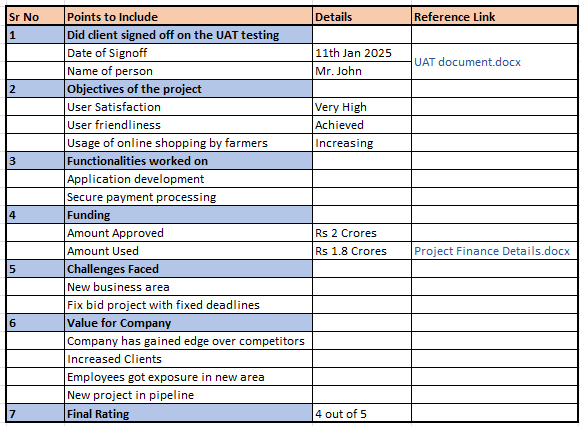 Sr No Points to Include Details Reference Link
1 Did client signed off on the UAT testing
Date of Signoff 11th Jan 2025
UAT document.docx
Name of person Mr. John
2 Objectives of the project
User Satisfaction Very High
User friendliness Achieved
Usage of online shopping by farmers Increasing
3 Functionalities worked on
Application development
Secure payment processing
4 Funding
Amount Approved Rs 2 Crores
Amount Used Rs 1.8 Crores Project Finance Details.docx
5 Challenges Faced
New business area
Fix bid project with fixed deadlines
6 Value for Company
Company has gained edge over competitors
Increased Clients
Employees got exposure in new area
New project in pipeline
7 Final Rating 4 out of 5